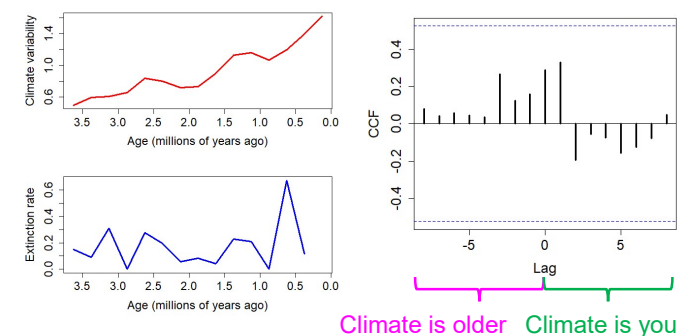 Climate variability
0.6 1.0 1.4
3.5 3.0 2.5 2.0 1.5 1.0 0.5 0.0
Age (millions of years ago)
Extinction rate
0.0 0.2 0.4 0.6
3.5 3.0 2.5 2.0 1.5 1.0 0.5 0.0
Age (millions of years ago)
CCF
-0.4 -0.2 0.0 0.2 0.4
-5 0 5
Lag
Climate is older Climate is you